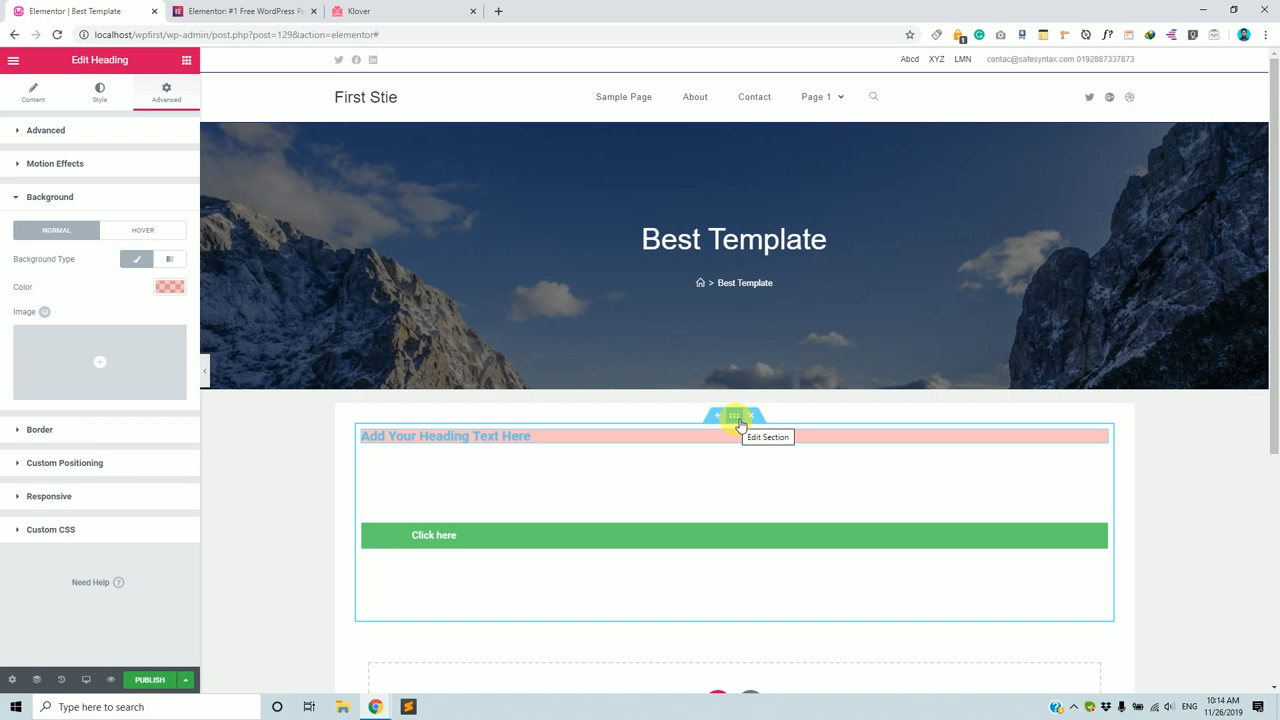 Elementor | Best Template
Elementor: #1 Free WordPress Pa
Klover
localhost/wpfirst/wp-admin/post.php?post=129&action=elementor#
1
Edit Heading
Content
Style
Advanced
Advanced
Motion Effects
Background
NORMAL
HOVER
Background Type
Color
Image
Border
Custom Positioning
Responsive
Custom CSS
Need Help ?
PUBLISH
Abcd XYZ LMN contac@safesyntax.com 0192887337873
First Stie
Sample Page About Contact Page 1
Best Template
> Best Template
Edit Section
Add Your Heading Text Here
Click here
Type here to search
ENG
10:14 AM
11/26/2019